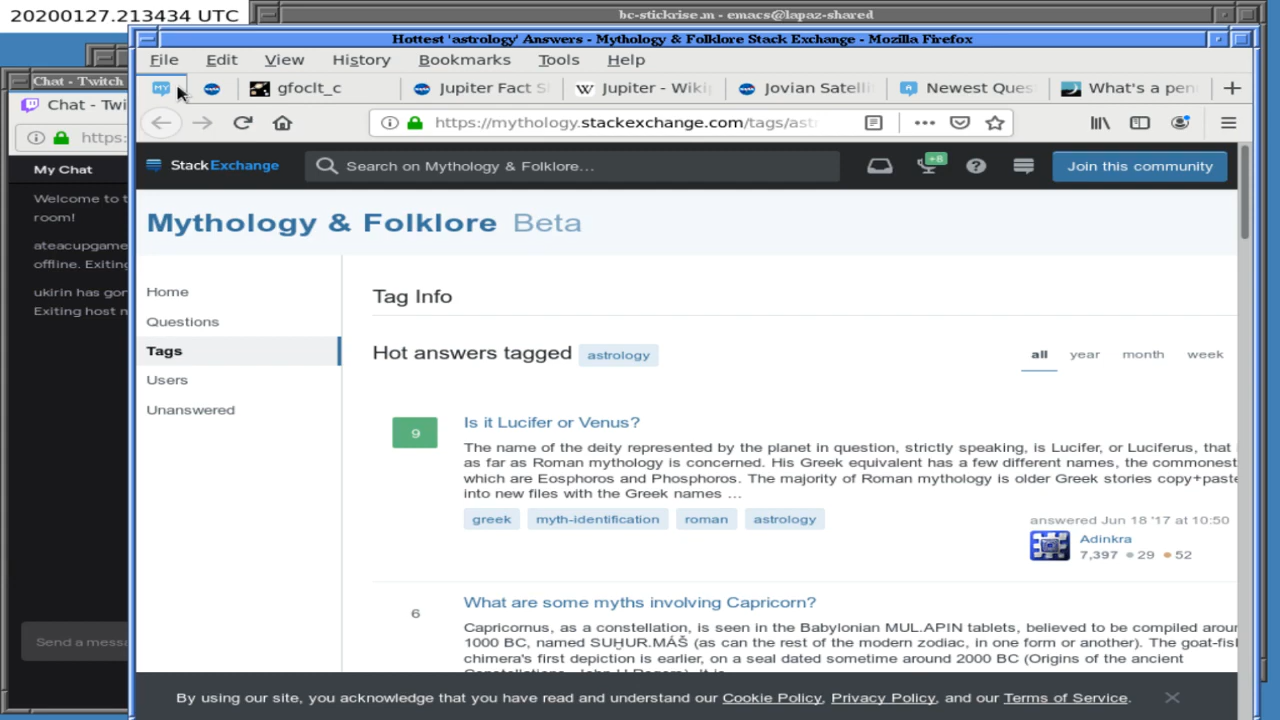 20200127.213434 UTC
bc-stickrise.m - emacs@lapaz-shared
Hottest 'astrology' Answers - Mythology & Folklore Stack Exchange - Mozilla Firefox
File Edit View History Bookmarks Tools Help
Chat - Twitch
MY gfoclt_c Jupiter Fact S Jupiter - Wiki Jovian Satelli Newest Ques What's a pen
Chat - Twi
https://mythology.stackexchange.com/tags/ast
https:
StackExchange Search on Mythology & Folklore... +8 Join this community
My Chat
Welcome to t
room!
ateacupgame
offline. Exiting
ukirin has gon
Exiting host m
Send a messa
Mythology & Folklore Beta
Home
Questions
Tags
Users
Unanswered
Tag Info
Hot answers tagged astrology all year month week
9 Is it Lucifer or Venus?
The name of the deity represented by the planet in question, strictly speaking, is Lucifer, or Luciferus, that
as far as Roman mythology is concerned. His Greek equivalent has a few different names, the commonest
which are Eosphoros and Phosphoros. The majority of Roman mythology is older Greek stories copy+paste
into new files with the Greek names ...
greek myth-identification roman astrology
answered Jun 18 '17 at 10:50
Adinkra
7,397 29 52
6 What are some myths involving Capricorn?
Capricornus, as a constellation, is seen in the Babylonian MUL.APIN tablets, believed to be compiled aroun
1000 BC, named SUḪUR.MÁŠ (as can the rest of the modern zodiac, in one form or another). The goat-fis
chimera's first depiction is earlier, on a seal dated sometime around 2000 BC (Origins of the ancient
By using our site, you acknowledge that you have read and understand our Cookie Policy, Privacy Policy, and our Terms of Service.